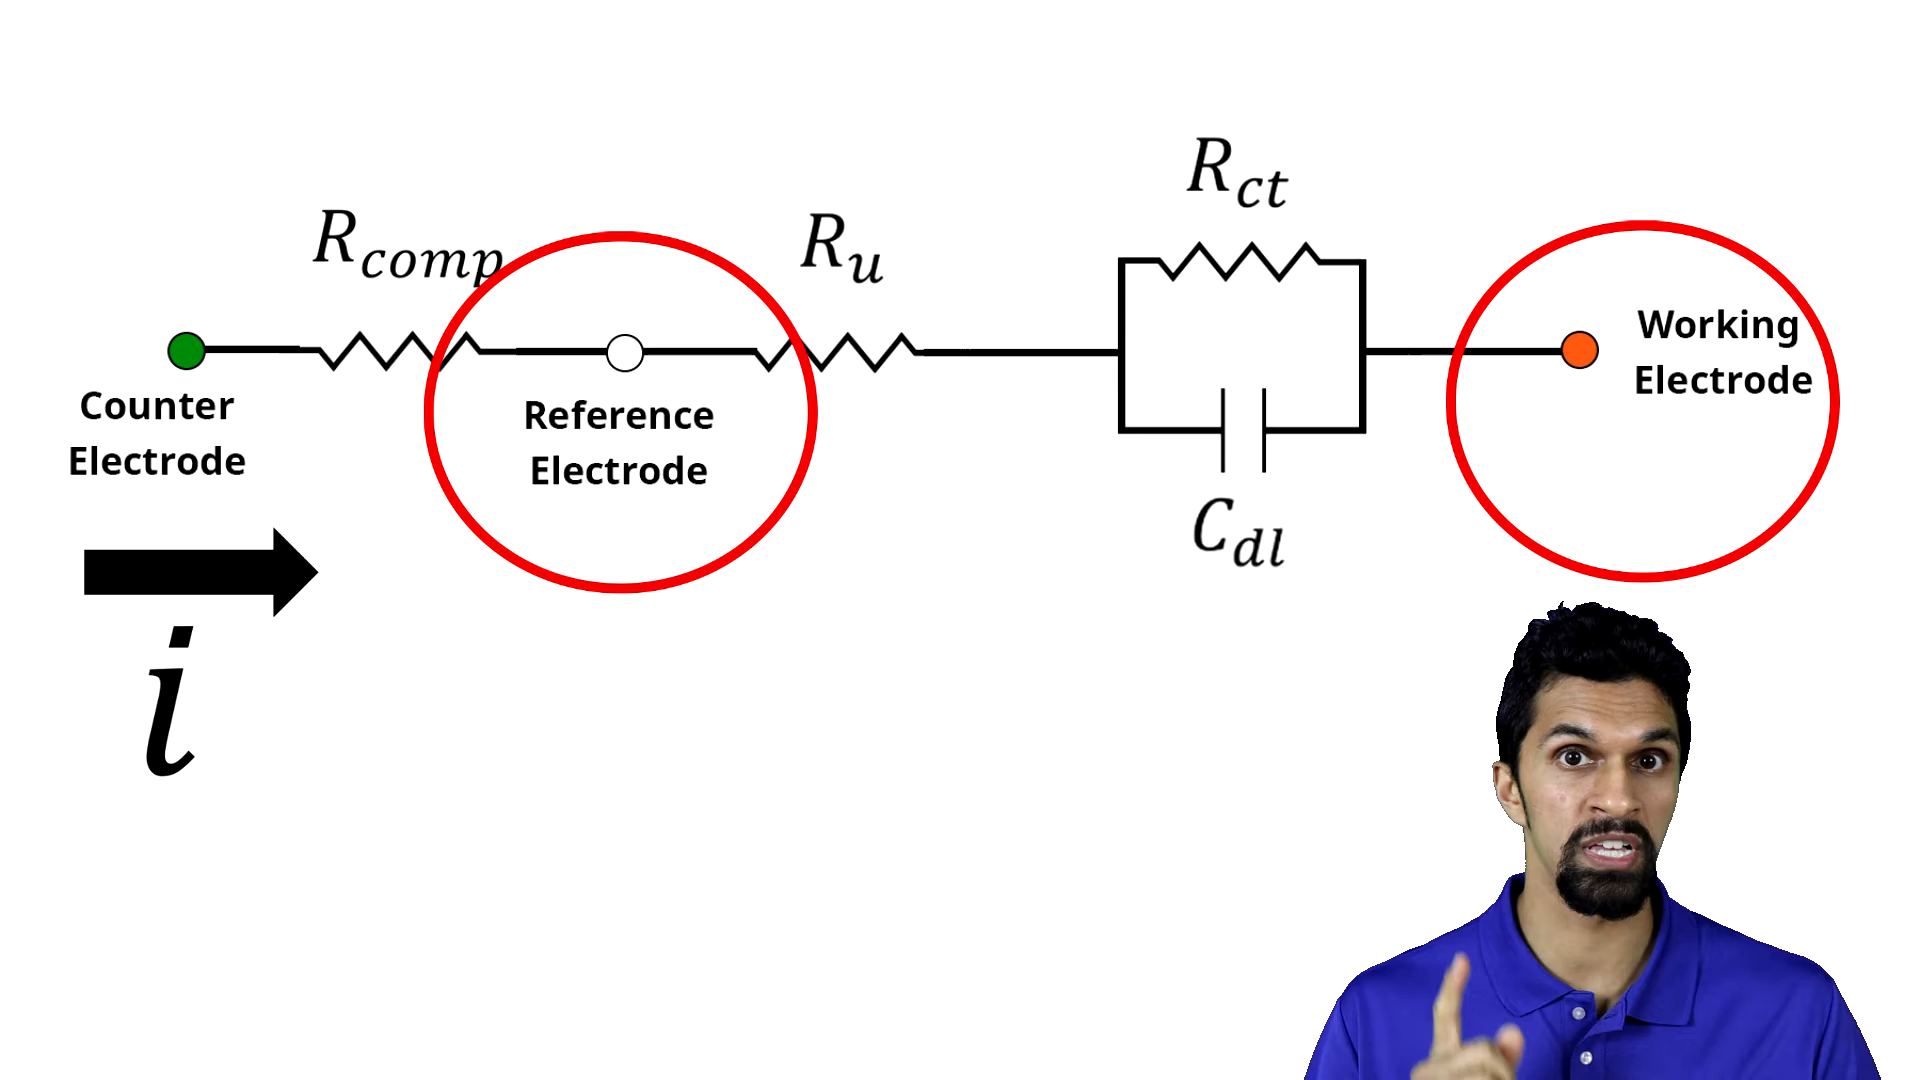 R_ct
R_comp
R_u
Working
Electrode
Counter
Electrode
Reference
Electrode
C_dl
i